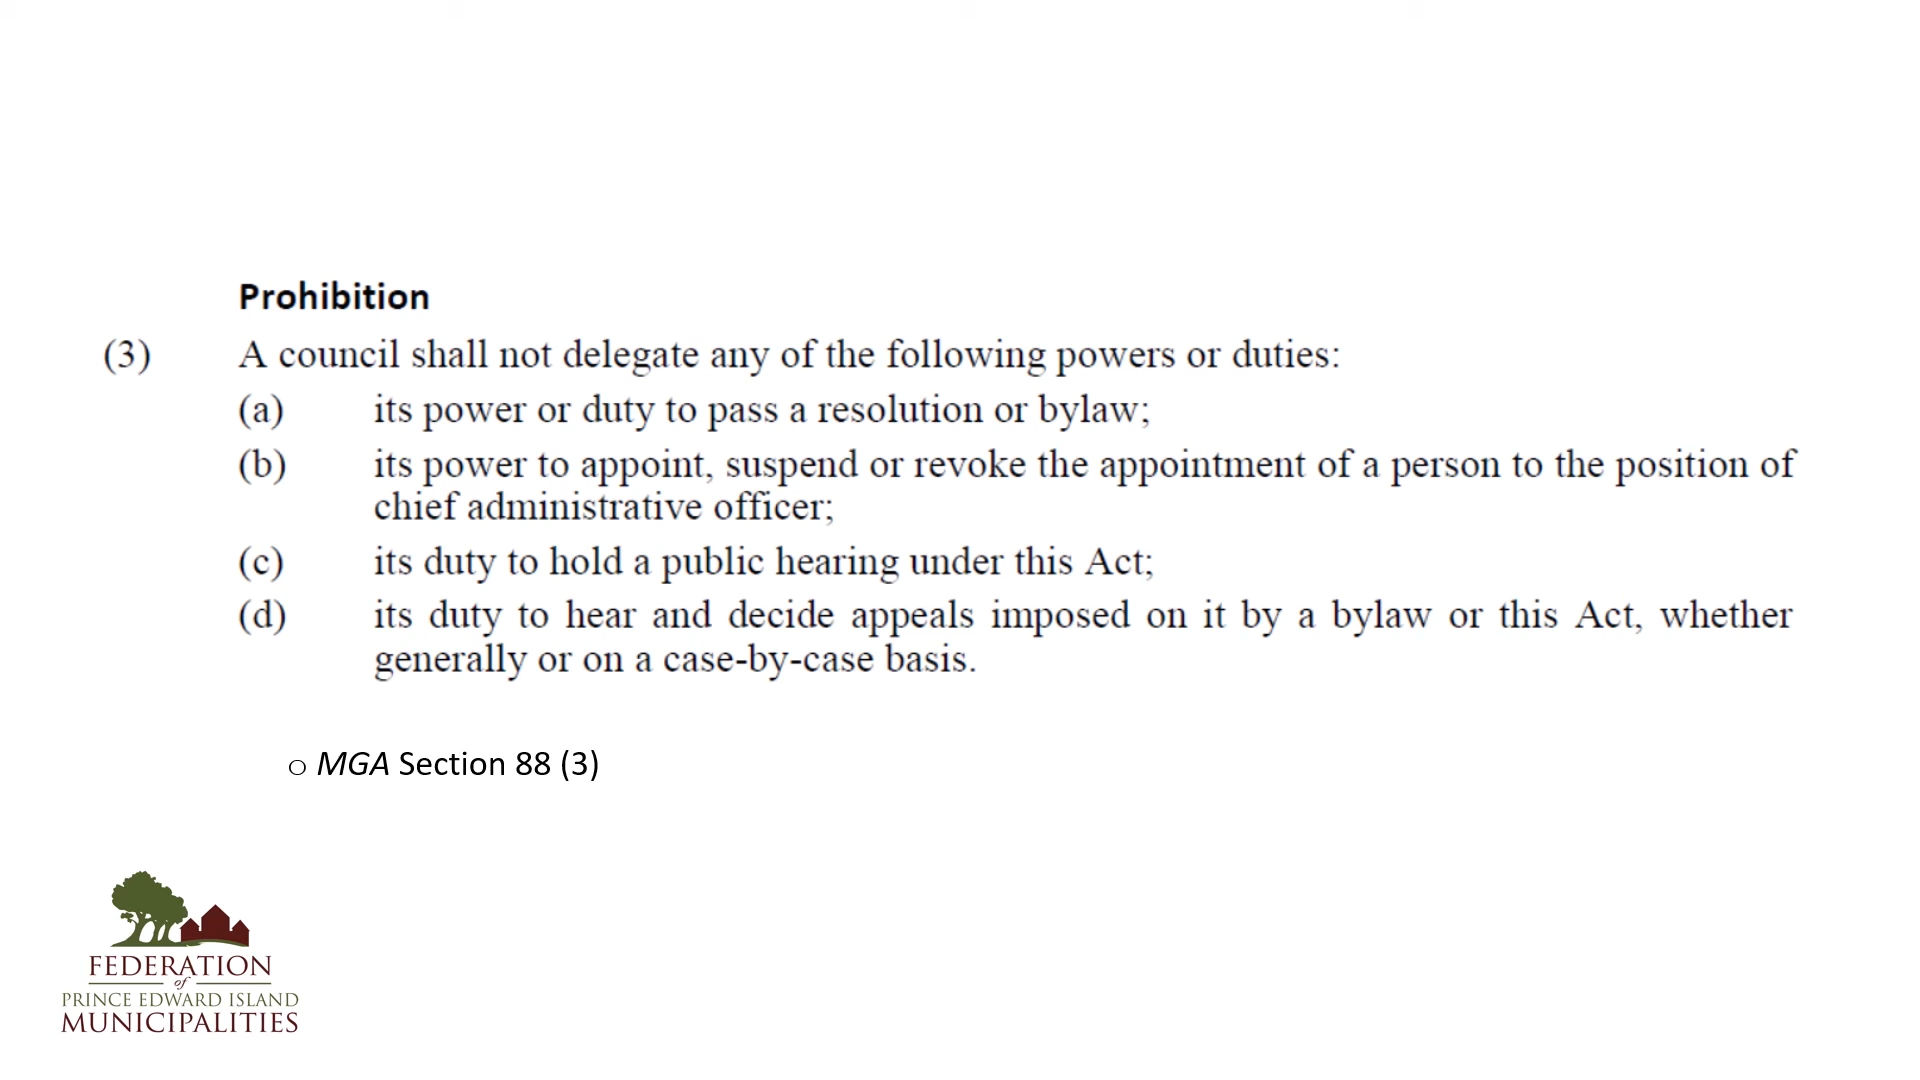 Prohibition
(3) A council shall not delegate any of the following powers or duties:
(a) its power or duty to pass a resolution or bylaw;
(b) its power to appoint, suspend or revoke the appointment of a person to the position of
chief administrative officer;
(c) its duty to hold a public hearing under this Act;
(d) its duty to hear and decide appeals imposed on it by a bylaw or this Act, whether
generally or on a case-by-case basis.
o MGA Section 88 (3)
FEDERATION
of
PRINCE EDWARD ISLAND
MUNICIPALITIES